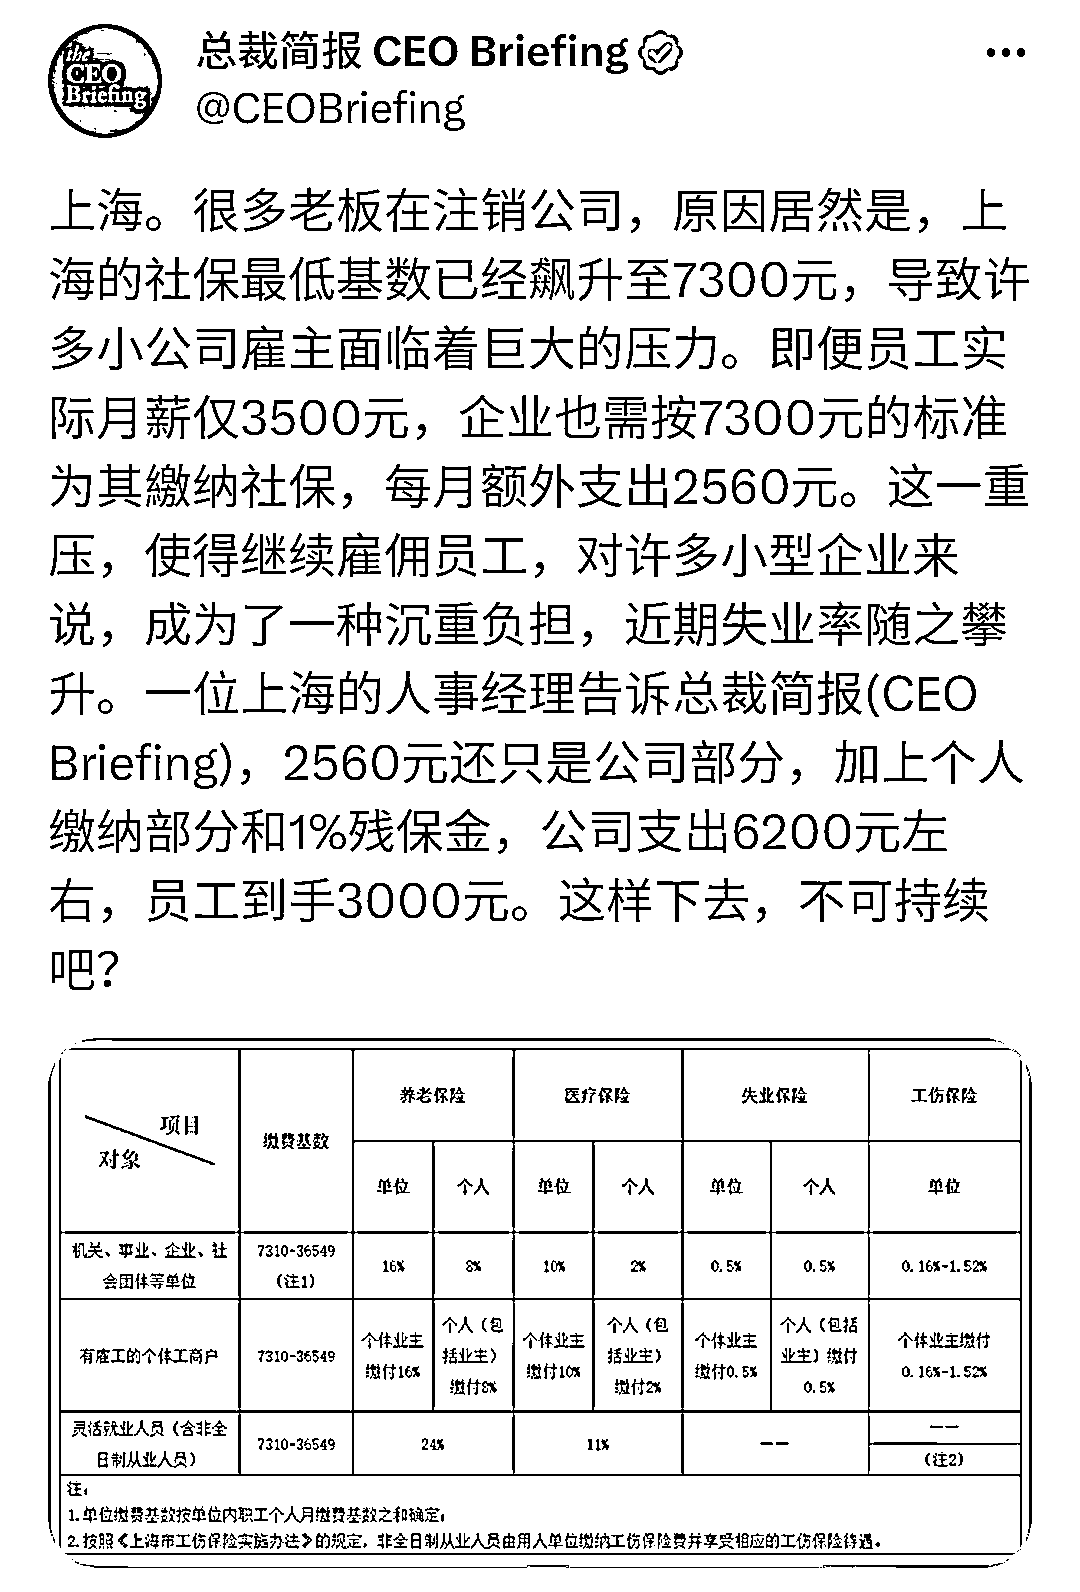 the
CEO
Briefing
总裁简报 CEO Briefing
@CEOBriefing
上海。很多老板在注销公司，原因居然是，上
海的社保最低基数已经飙升至7300元，导致许
多小公司雇主面临着巨大的压力。即便员工实
际月薪仅3500元，企业也需按7300元的标准
为其繳纳社保，每月额外支出2560元。这一重
压，使得继续雇佣员工，对许多小型企业来
说，成为了一种沉重负担，近期失业率随之攀
升。一位上海的人事经理告诉总裁简报(CEO
Briefing)，2560元还只是公司部分，加上个人
缴纳部分和1%残保金，公司支出6200元左
右，员工到手3000元。这样下去，不可持续
吧？
项目
对象
缴费基数
养老保险
医疗保险
失业保险
工伤保险
单位
个人
单位
个人
单位
个人
单位
机关、事业、企业、社
会团体等单位
7310-36549
(注1)
16%
8%
10%
2%
0.5%
0.5%
0.16%-1.52%
有雇工的个体工商户
7310-36549
个体业主
缴付16%
个人（包
括业主）
缴付8%
个体业主
缴付10%
个人（包
括业主）
缴付2%
个体业主
缴付0.5%
个人（包括
业主）缴付
0.5%
个体业主缴付
0.16%-1.52%
灵活就业人员（含非全
日制从业人员）
7310-36549
24%
11%
——
——
(注2)
注：
1.单位缴费基数按单位内职工个人月缴费基数之和确定；
2.按照《上海市工伤保险实施办法》的规定，非全日制从业人员由用人单位缴纳工伤保险费并享受相应的工伤保险待遇。